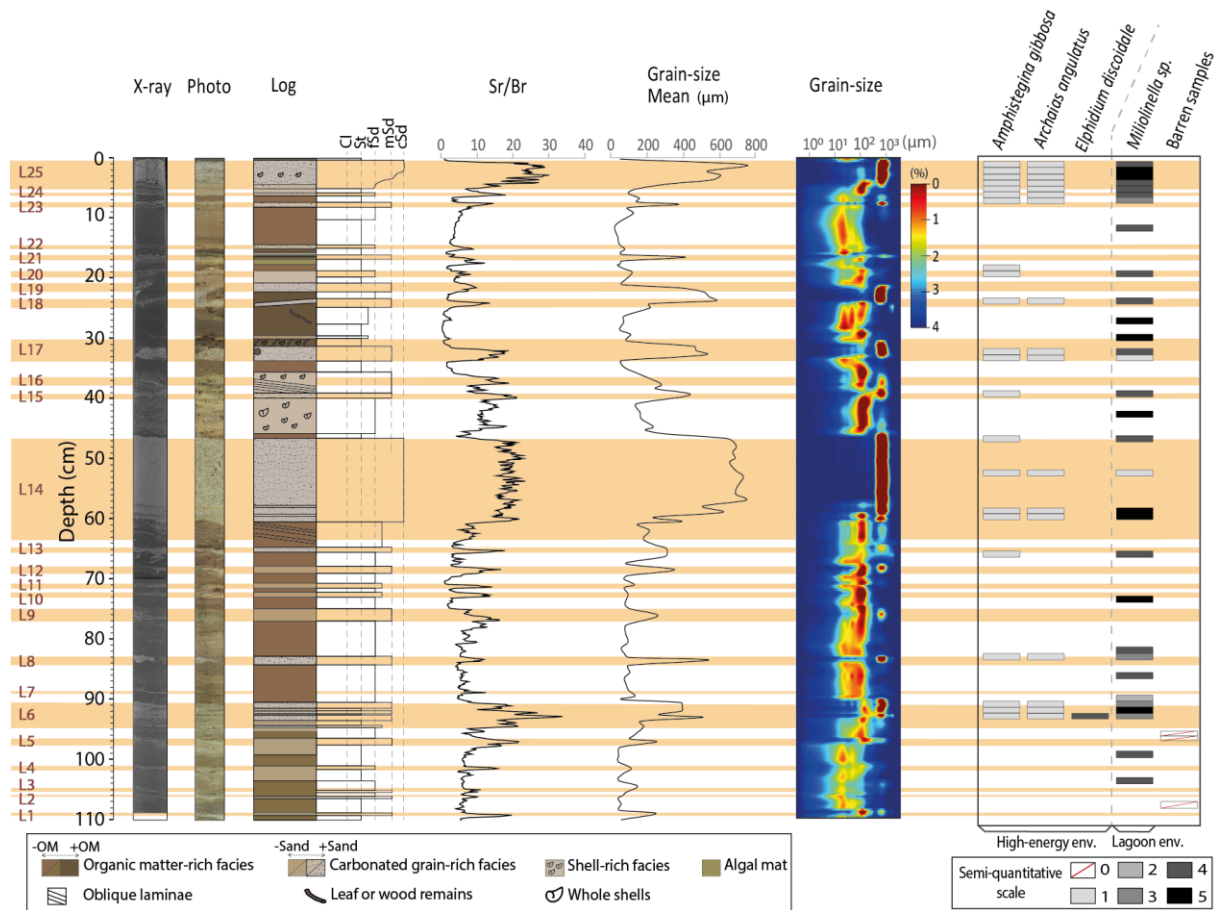 X-ray
Photo
Log
Sr/Br
Grain-size
Mean (µm)
Grain-size
Amphistegina gibbosa
Archaias angulatus
Elphidium discoidale
Miliolinella sp.
Barren samples
Cl
St
fSd
mSd
cSd
0 10 20 30 40
0 200 400 600 800
10⁰ 10¹ 10² 10³ (µm)
(%)
0
1
2
3
4
Depth (cm)
0
10
20
30
40
50
60
70
80
90
100
110
L25
L24
L23
L22
L21
L20
L19
L18
L17
L16
L15
L14
L13
L12
L11
L10
L9
L8
L7
L6
L5
L4
L3
L2
L1
High-energy env. Lagoon env.
-OM +OM
Organic matter-rich facies
-Sand +Sand
Carbonated grain-rich facies
Shell-rich facies
Algal mat
Oblique laminae
Leaf or wood remains
Whole shells
Semi-quantitative
scale
0 2 4
1 3 5